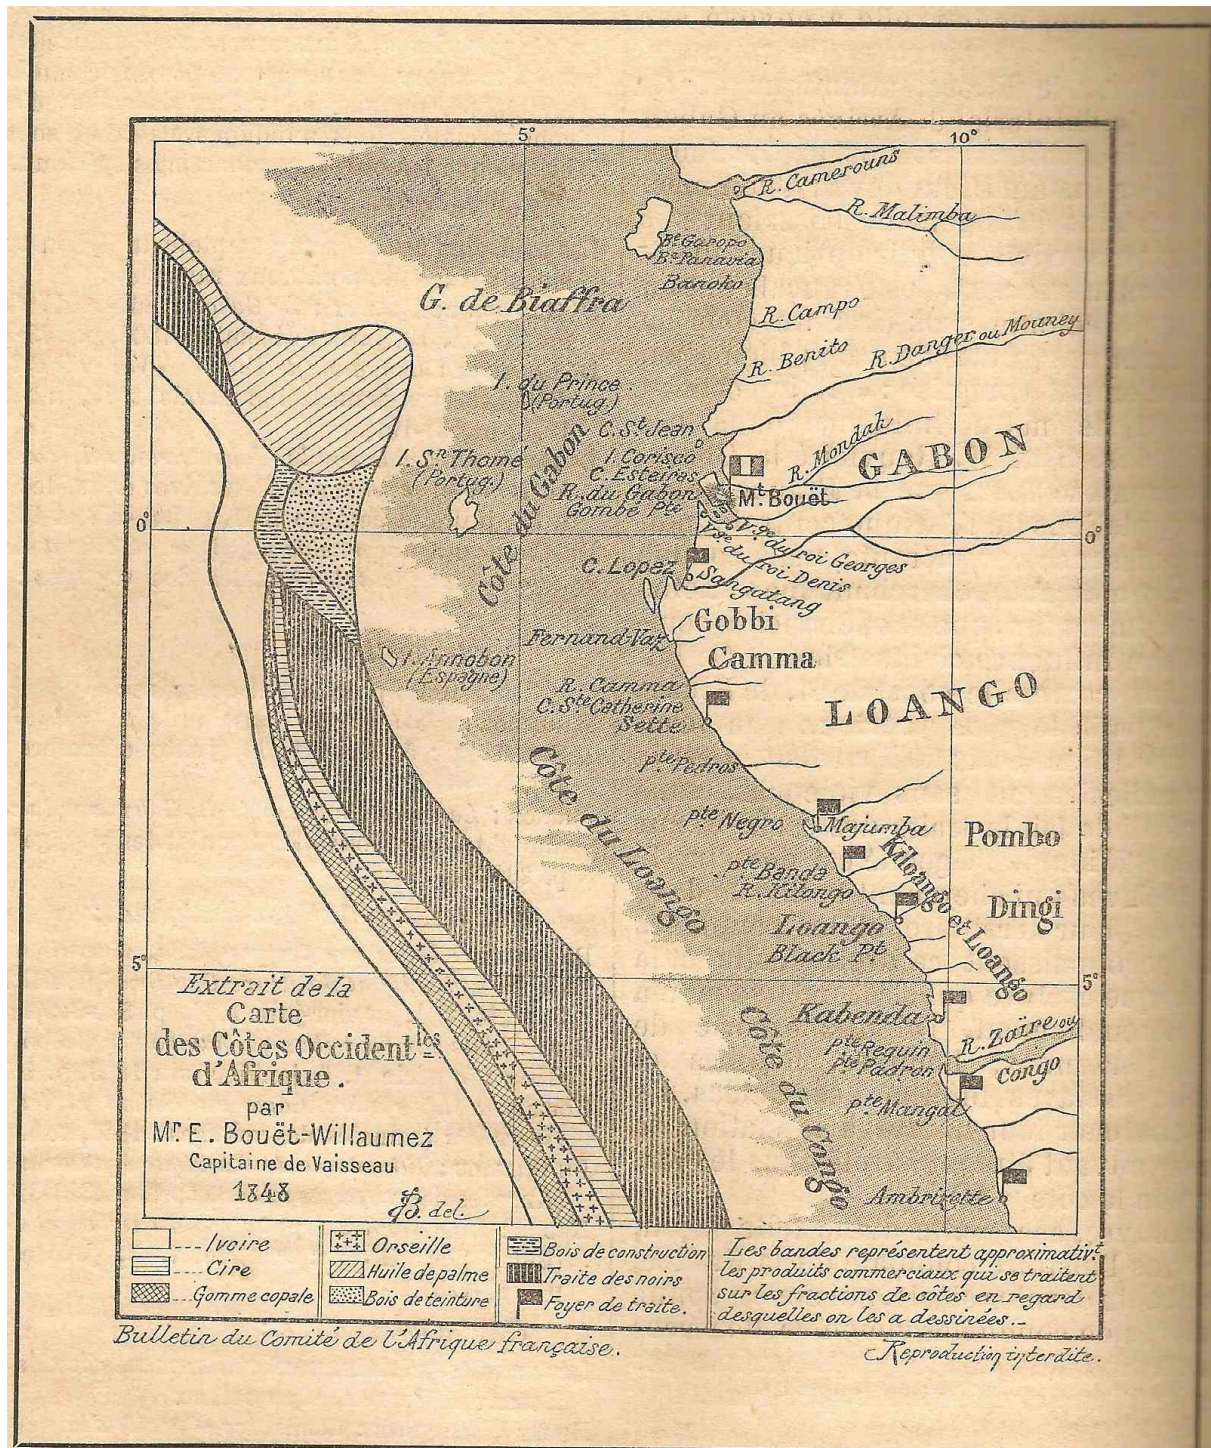 5°
10°
R. Camerouns
R. Malimba
Bᵉ Garopo
Bᵉ Panavia
Banoko
G. de Biaffra
R. Campo
R. Danger ou Mouney
R. Benito
I. du Prince
(Portug.)
C. Sᵗ Jean
R. Mondah
GABON
I. Sⁿ Thomé
(Portug.)
I. Corisco
C. Esteiras
R. du Gabon
Gombé Pᵗᵉ
Mᵗ. Bouët
Côte du Gabon
0°
0°
Vᵍᵉ du roi Georges
Vᵍᵉ du roi Denis
C. Lopez
Sangatang
Gobbi
Fernand-Vaz
Camma
I. Annobon
(Espagne)
R. Camma
C. Sᵗᵉ Catherine
Sette
LOANGO
pᵗᵉ Pedros
Côte du Loango
pᵗᵉ Negro
Majumba
Pombo
pᵗᵉ Banda
R. Kilongo
Kiloango et Loango
Dingi
Loango
Black Pᵗ
5°
5°
Kabenda
R. Zaïre ou
Congo
pᵗᵉ Requin
pᵗᵉ Padron
pᵗᵉ Mangal
Côte du Congo
Ambrizette
Extrait de la
Carte
des Côtes Occidentˡᵉˢ
d'Afrique.
par
Mʳ E. Bouët-Willaumez
Capitaine de Vaisseau
1848
B. del.
Ivoire
Cire
Gomme copale
Orseille
Huile de palme
Bois de teinture
Bois de construction
Traite des noirs
Foyer de traite.
Les bandes représentent approximativ.ᵗ
les produits commerciaux qui se traitent
sur les fractions de côtes en regard
desquelles on les a dessinées.–
Bulletin du Comité de l'Afrique française.
Reproduction interdite.